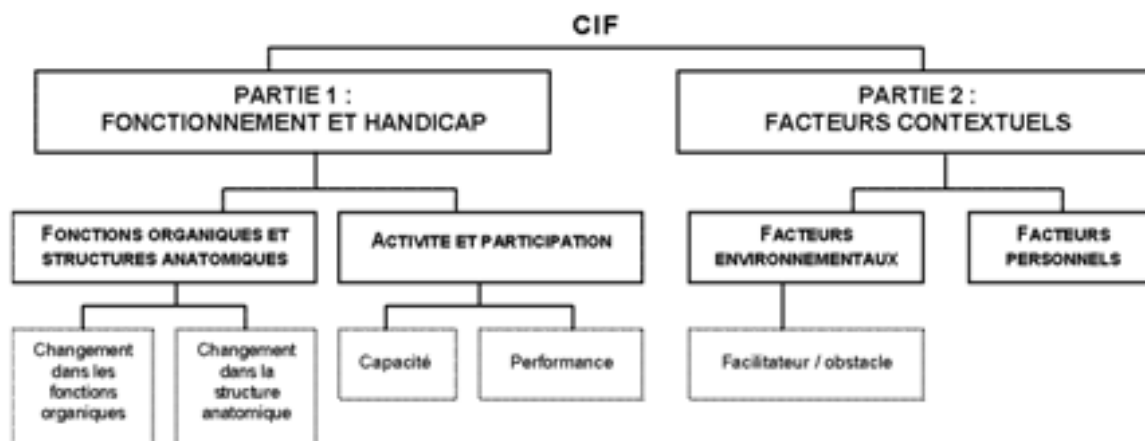 CIF
PARTIE 1 :
FONCTIONNEMENT ET HANDICAP
PARTIE 2 :
FACTEURS CONTEXTUELS
FONCTIONS ORGANIQUES ET
STRUCTURES ANATOMIQUES
ACTIVITE ET PARTICIPATION
FACTEURS
ENVIRONNEMENTAUX
FACTEURS
PERSONNELS
Changement
dans les
fonctions
organiques
Changement
dans la
structure
anatomique
Capacité
Performance
Facilitateur / obstacle